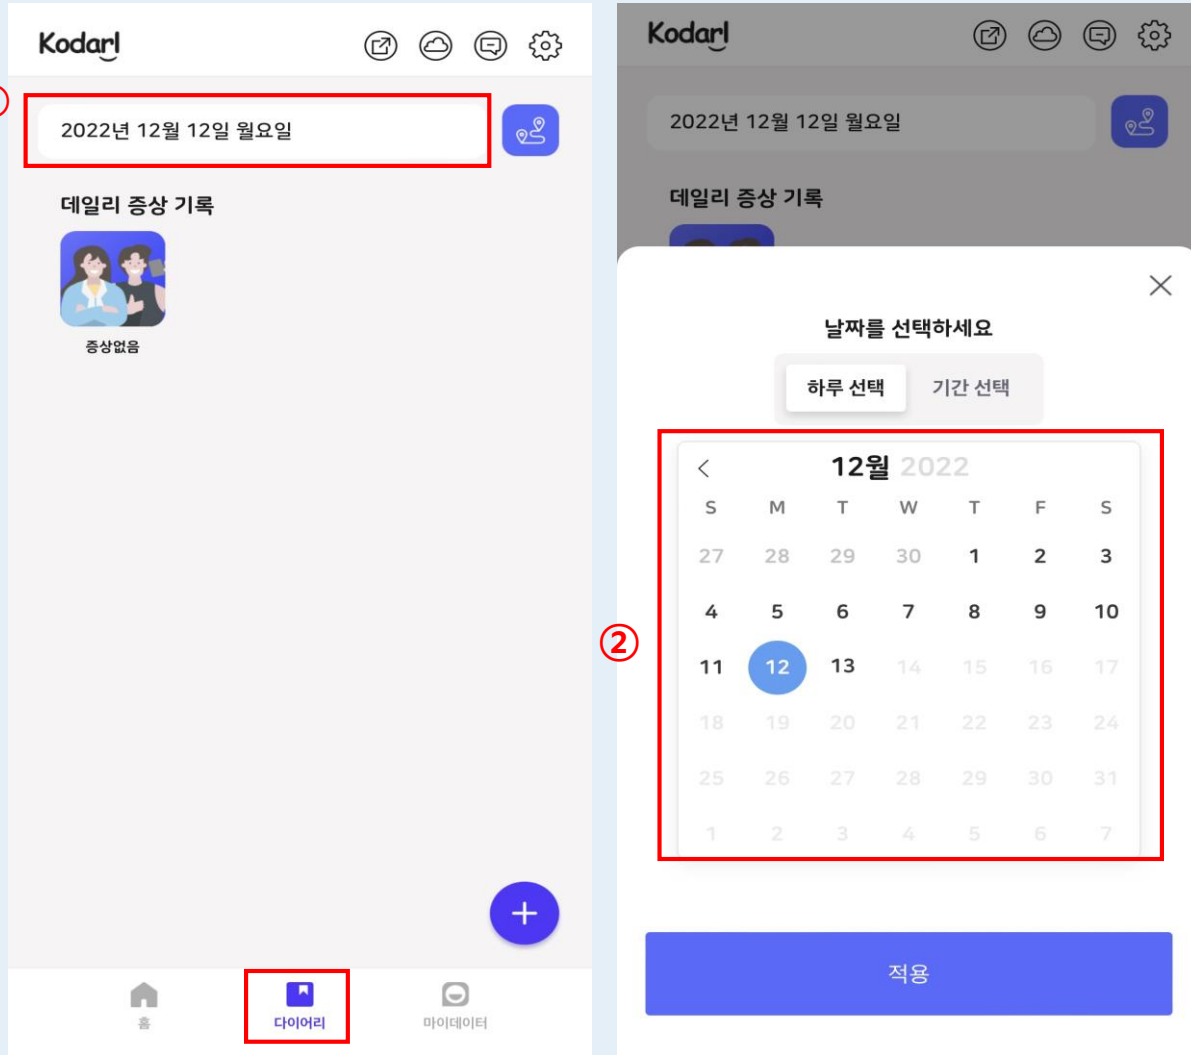 Kodarl
2022년 12월 12일 월요일
데일리 증상 기록
증상없음
홈
다이어리
마이데이터
②
Kodarl
2022년 12월 12일 월요일
데일리 증상 기록
날짜를 선택하세요
하루 선택 기간 선택
12월 2022
S M T W T F S
27 28 29 30 1 2 3
4 5 6 7 8 9 10
11 12 13 14 15 16 17
18 19 20 21 22 23 24
25 26 27 28 29 30 31
1 2 3 4 5 6 7
적용